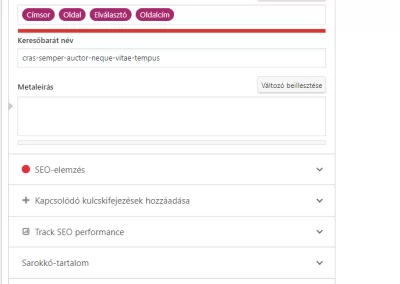 Címsor Oldal Elválasztó Oldalcím
Keresőbarát név
cras-semper-auctor-neque-vitae-tempus
Metaleírás
Változó beillesztése
SEO-elemzés
Kapcsolódó kulcskifejezések hozzáadása
Track SEO performance
Sarokkő-tartalom